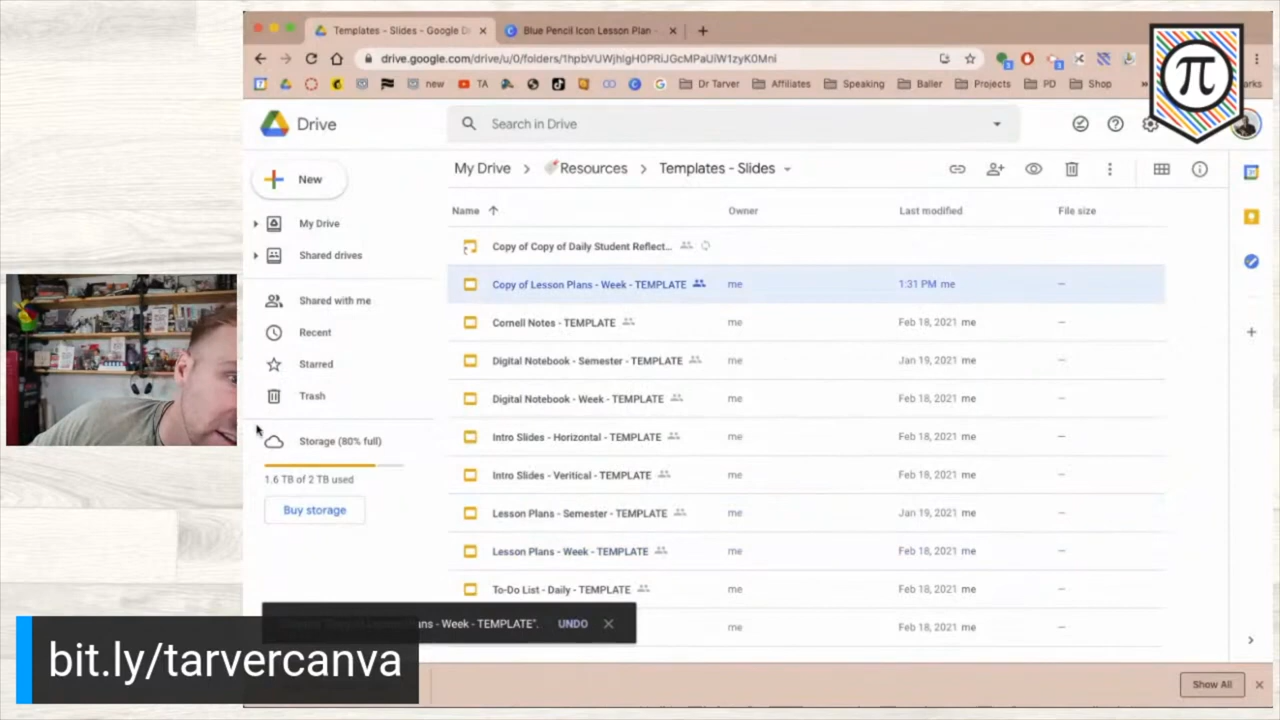 Templates - Slides - Google D
Blue Pencil Icon Lesson Plan -
drive.google.com/drive/u/0/folders/1hpbVUWjhIgH0PRiJGcMPaUiW1zyK0Mni
new
TA
Dr Tarver
Affiliates
Speaking
Baller
Projects
PD
Shop
arks
π
Drive
Search in Drive
New
My Drive
Resources
Templates - Slides
My Drive
Shared drives
Shared with me
Recent
Starred
Trash
Storage (80% full)
1.6 TB of 2 TB used
Buy storage
Name
Owner
Last modified
File size
Copy of Copy of Daily Student Reflect...
Copy of Lesson Plans - Week - TEMPLATE me 1:31 PM me –
Cornell Notes - TEMPLATE me Feb 18, 2021 me –
Digital Notebook - Semester - TEMPLATE me Jan 19, 2021 me –
Digital Notebook - Week - TEMPLATE me Feb 18, 2021 me –
Intro Slides - Horizontal - TEMPLATE me Feb 18, 2021 me –
Intro Slides - Veritical - TEMPLATE me Feb 18, 2021 me –
Lesson Plans - Semester - TEMPLATE me Jan 19, 2021 me –
Lesson Plans - Week - TEMPLATE me Feb 18, 2021 me –
To-Do List - Daily - TEMPLATE me Feb 18, 2021 me –
me Feb 18, 2021 me –
ns - Week - TEMPLATE". UNDO
bit.ly/tarvercanva
Show All